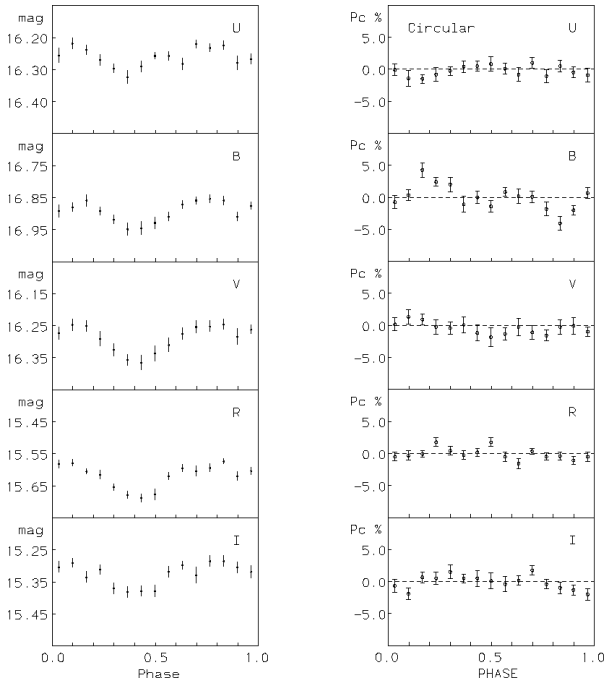 mag
U
16.20
16.30
16.40
mag
B
16.75
16.85
16.95
mag
V
16.15
16.25
16.35
mag
R
15.45
15.55
15.65
mag
I
15.25
15.35
15.45
0.0 0.5 1.0
Phase
Pc %
Circular U
5.0
0.0
-5.0
Pc %
B
5.0
0.0
-5.0
Pc %
V
5.0
0.0
-5.0
Pc %
R
5.0
0.0
-5.0
Pc %
I
5.0
0.0
-5.0
0.0 0.5 1.0
PHASE